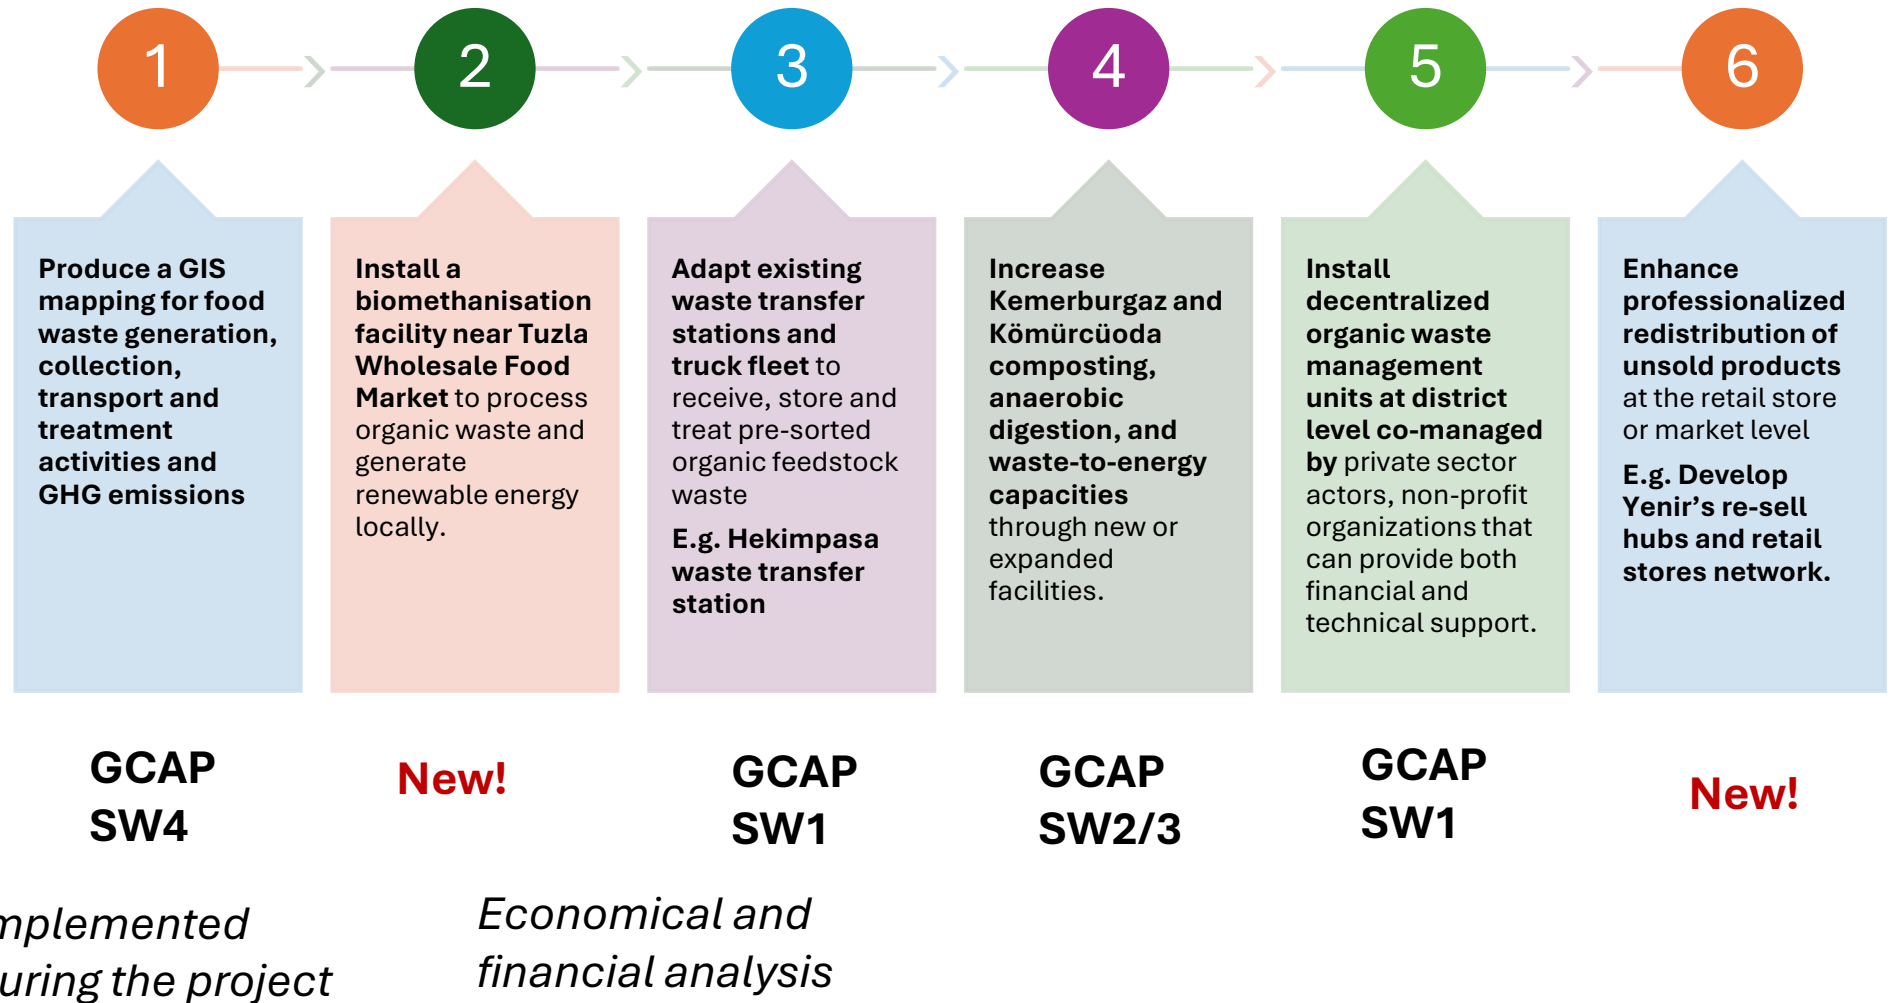 1
2
3
4
5
6
Produce a GIS
mapping for food
waste generation,
collection,
transport and
treatment
activities and
GHG emissions
Install a
biomethanisation
facility near Tuzla
Wholesale Food
Market to process
organic waste and
generate
renewable energy
locally.
Adapt existing
waste transfer
stations and
truck fleet to
receive, store and
treat pre-sorted
organic feedstock
waste
E.g. Hekimpasa
waste transfer
station
Increase
Kemerburgaz and
Kömürcüoda
composting,
anaerobic
digestion, and
waste-to-energy
capacities
through new or
expanded
facilities.
Install
decentralized
organic waste
management
units at district
level co-managed
by private sector
actors, non-profit
organizations that
can provide both
financial and
technical support.
Enhance
professionalized
redistribution of
unsold products
at the retail store
or market level
E.g. Develop
Yenir's re-sell
hubs and retail
stores network.
GCAP
SW4
New!
GCAP
SW1
GCAP
SW2/3
GCAP
SW1
New!
mplemented
uring the project
Economical and
financial analysis